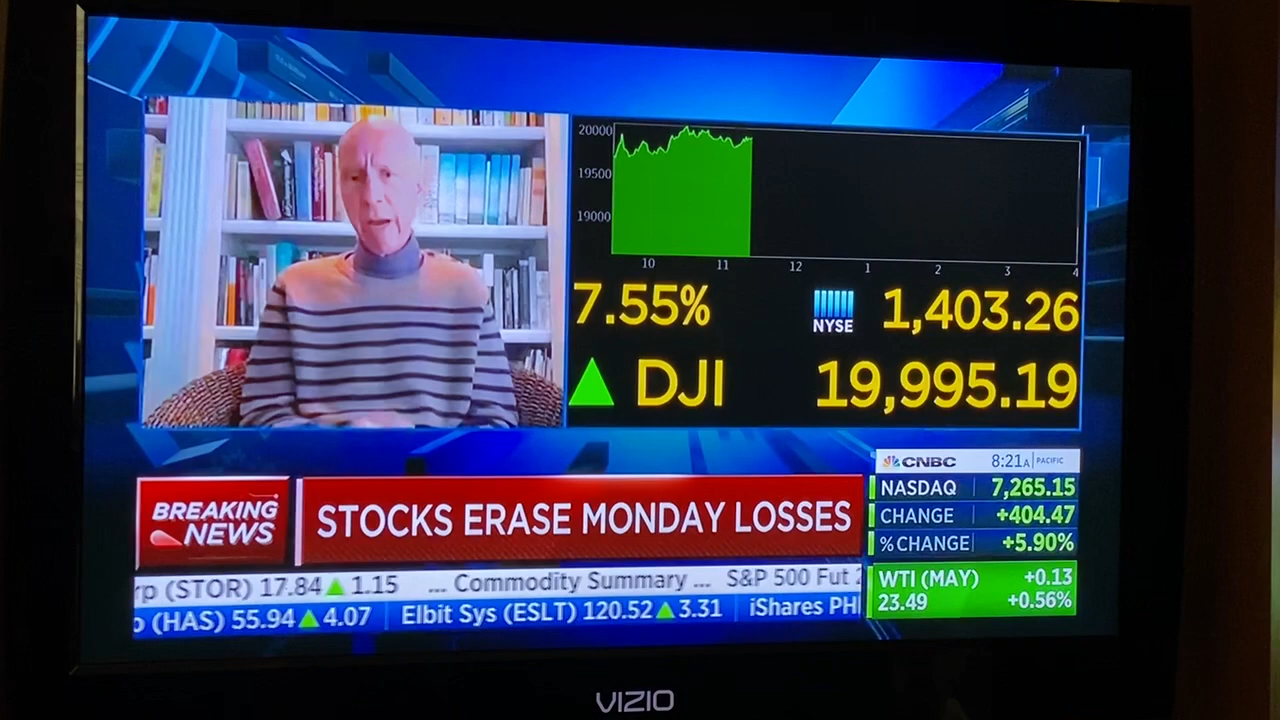 20000
19500
19000
10 11 12 1 2 3 4
7.55% NYSE 1,403.26
DJI 19,995.19
CNBC 8:21A PACIFIC
NASDAQ 7,265.15
CHANGE +404.47
% CHANGE +5.90%
WTI (MAY) +0.13
23.49 +0.56%
BREAKING
NEWS
STOCKS ERASE MONDAY LOSSES
rp (STOR) 17.84 1.15 ... Commodity Summary ... S&P 500 Fut
o (HAS) 55.94 4.07 Elbit Sys (ESLT) 120.52 3.31 iShares PH
VIZIO